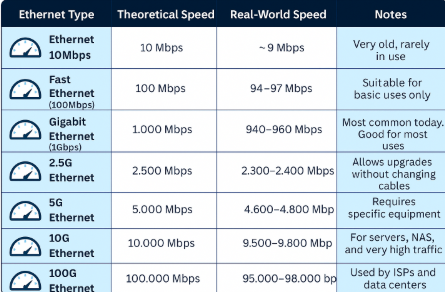 Ethernet Type Theoretical Speed Real-World Speed Notes
Ethernet 10Mbps 10 Mbps ~ 9 Mbps Very old, rarely in use
Fast Ethernet (100Mbps) 100 Mbps 94–97 Mbps Suitable for basic uses only
Gigabit Ethernet (1Gbps) 1.000 Mbps 940–960 Mbps Most common today. Good for most uses
2.5G Ethernet 2.500 Mbps 2.300–2.400 Mbps Allows upgrades without changing cables
5G Ethernet 5.000 Mbps 4.600–4.800 Mbp Requires specific equipment
10G Ethernet 10.000 Mbps 9.500–9.800 Mbp For servers, NAS, and very high traffic
100G Ethernet 100.000 Mbps 95.000–98.000 bp Used by ISPs and data centers